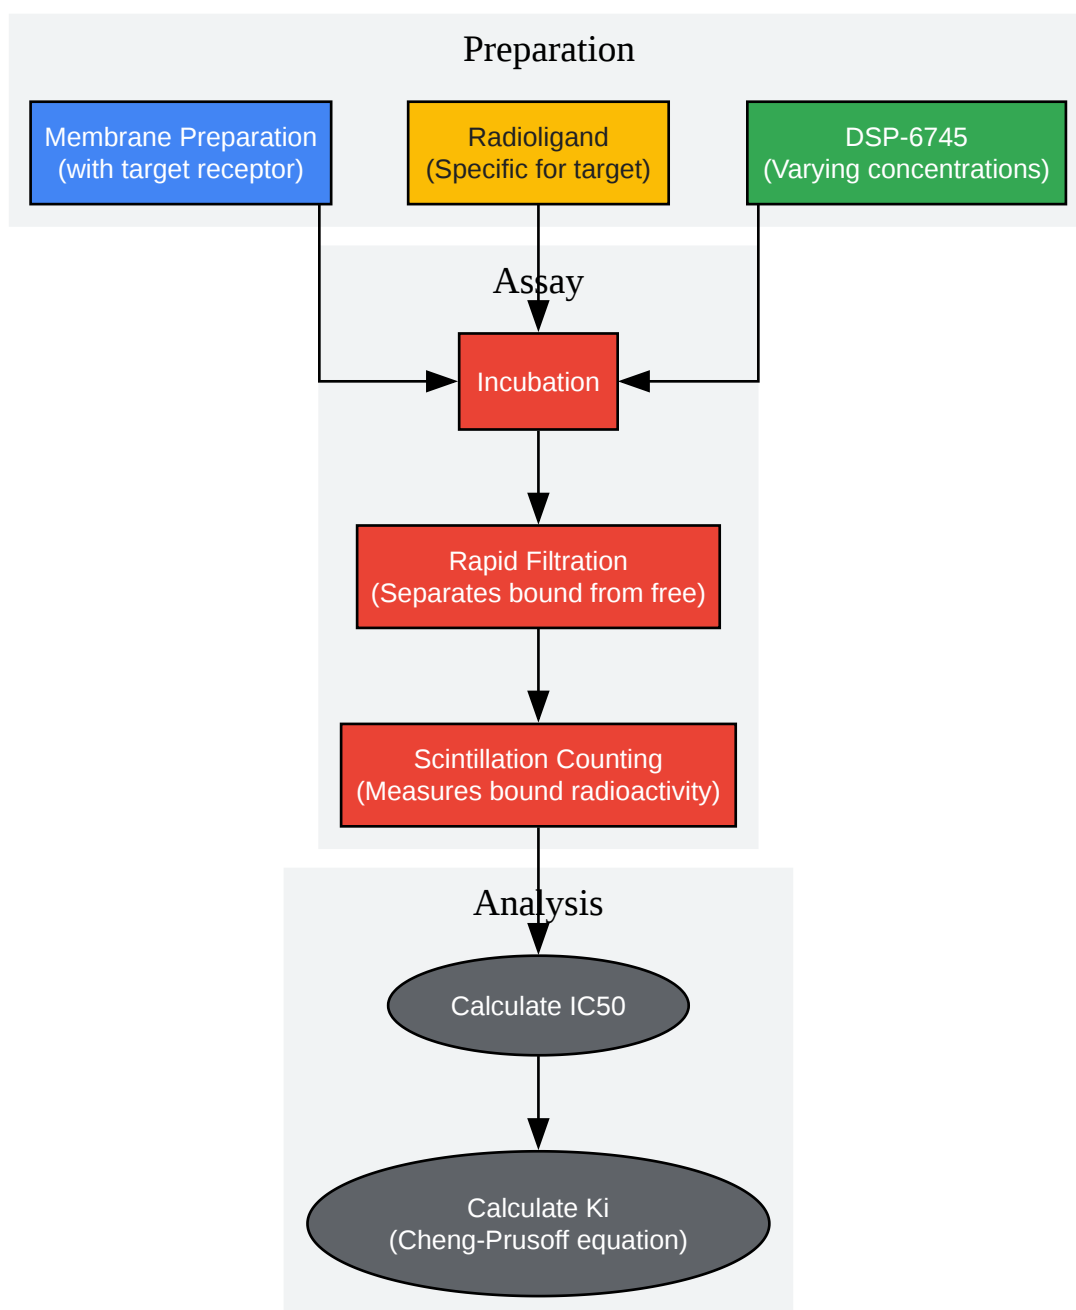 Preparation
Membrane Preparation
(with target receptor)
Radioligand
(Specific for target)
DSP-6745
(Varying concentrations)
Assay
Incubation
Rapid Filtration
(Separates bound from free)
Scintillation Counting
(Measures bound radioactivity)
Analysis
Calculate IC50
Calculate Ki
(Cheng-Prusoff equation)